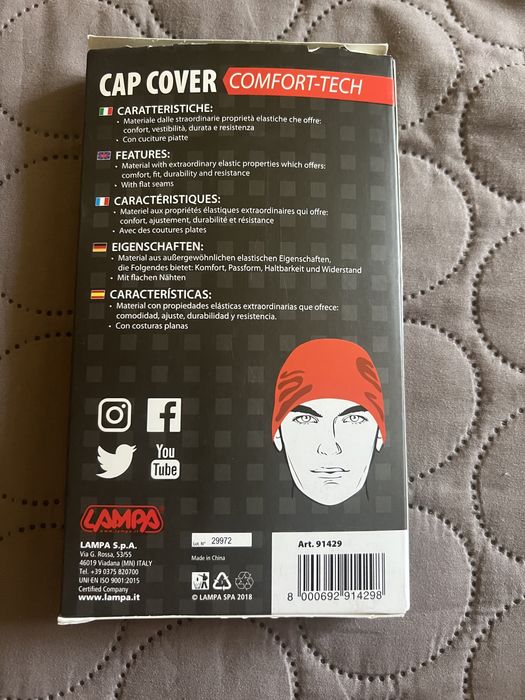 CAP COVER COMFORT-TECH
CARATTERISTICHE:
• Materiale dalle straordinarie proprietà elastiche che offre:
confort, vestibilità, durata e resistenza
• Con cuciture piatte
FEATURES:
• Material with extraordinary elastic properties which offers:
comfort, fit, durability and resistance
• With flat seams
CARACTÉRISTIQUES:
• Materiel aux propriétés élastiques extraordinaires qui offre:
confort, ajustement, durabilité et résistance
• Avec des coutures plates
EIGENSCHAFTEN:
• Material aus außergewöhnlichen elastischen Eigenschaften,
die Folgendes bietet: Komfort, Passform, Haltbarkeit und Widerstand
• Mit flachen Nähten
CARACTERÍSTICAS:
• Material con propiedades elásticas extraordinarias que ofrece:
comodidad, ajuste, durabilidad y resistencia.
• Con costuras planas
You
Tube
LAMPA
www.lampa.it
LAMPA S.p.A.
Via G. Rossa, 53/55
46019 Viadana (MN) ITALY
Tel. +39 0375 820700
UNI EN ISO 9001:2015
Certified Company
www.lampa.it
Lot. N° 29972
Made in China
© LAMPA SPA 2018
Art. 91429
8 000692 914298